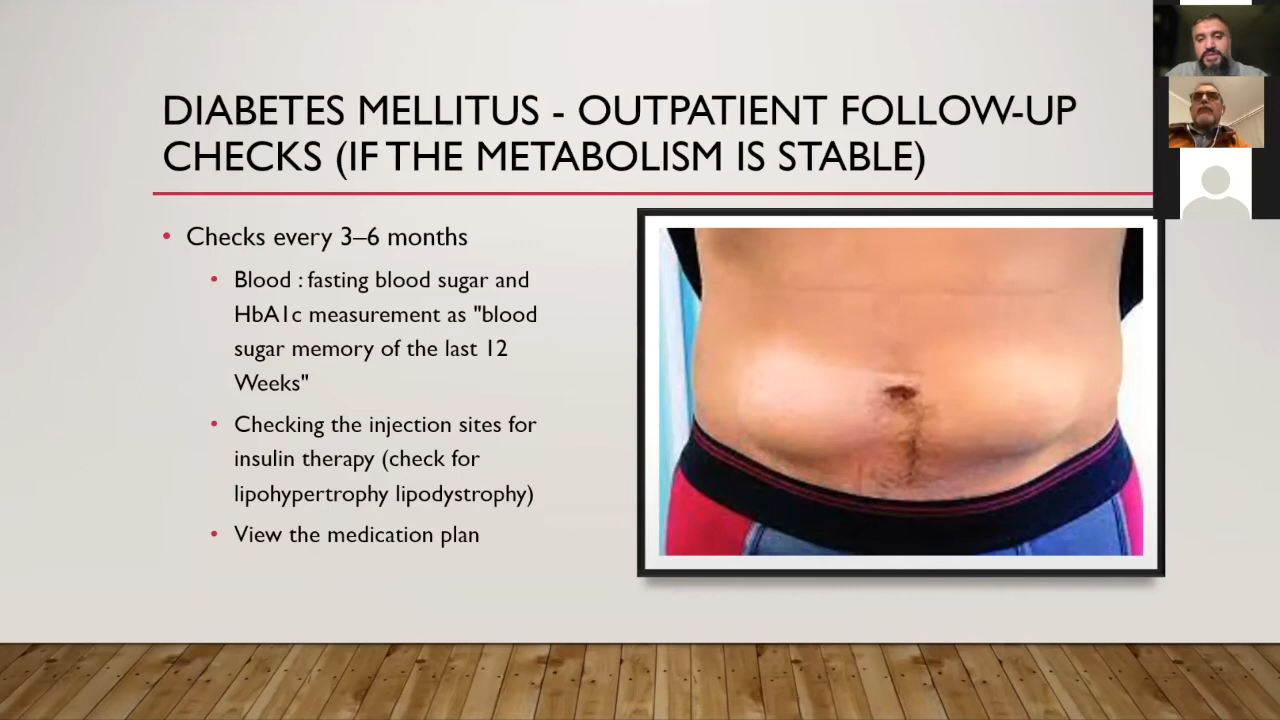 DIABETES MELLITUS - OUTPATIENT FOLLOW-UP
CHECKS (IF THE METABOLISM IS STABLE)
• Checks every 3–6 months
• Blood : fasting blood sugar and
HbA1c measurement as "blood
sugar memory of the last 12
Weeks"
• Checking the injection sites for
insulin therapy (check for
lipohypertrophy lipodystrophy)
• View the medication plan